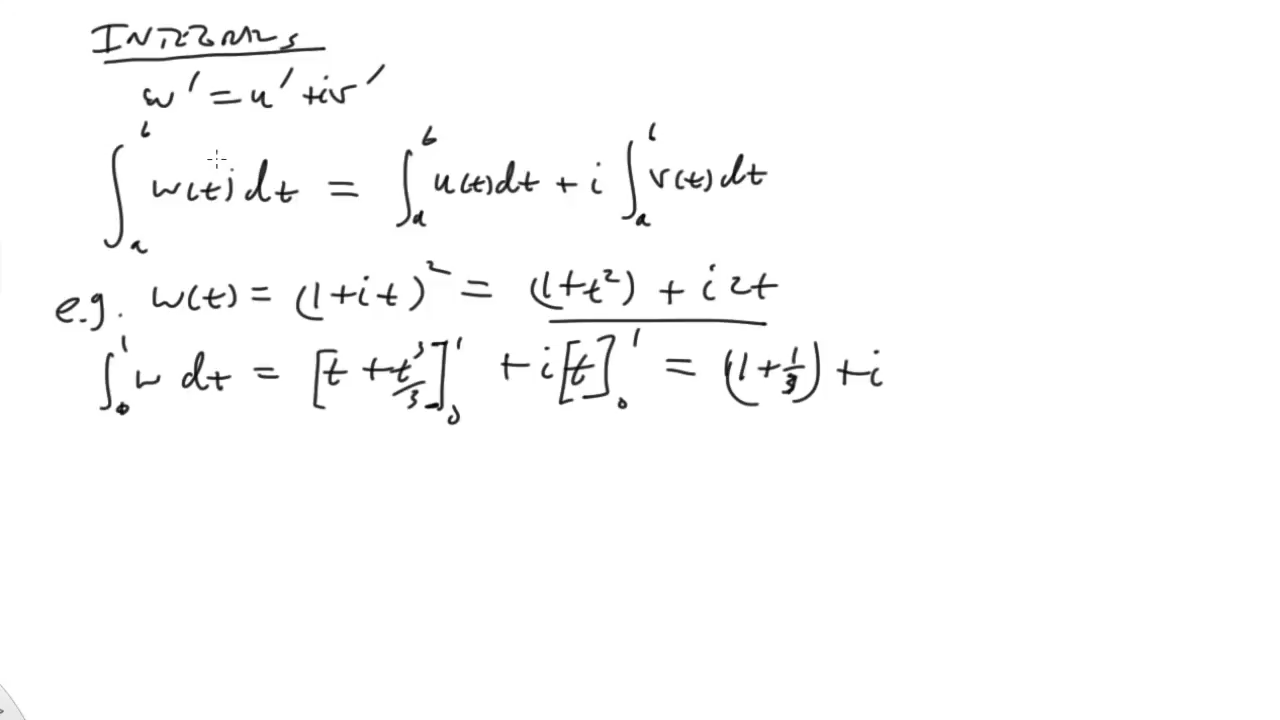 INTEGRALS
w' = u' + iv'
∫_a^b w(t) dt = ∫_a^b u(t) dt + i ∫_a^b v(t) dt
e.g. w(t) = (1+it)^2 = (1+t^2) + i2t
∫_0^1 w dt = [t + t^3/3]_0^1 + i[t]_0^1 = (1+1/3) + i